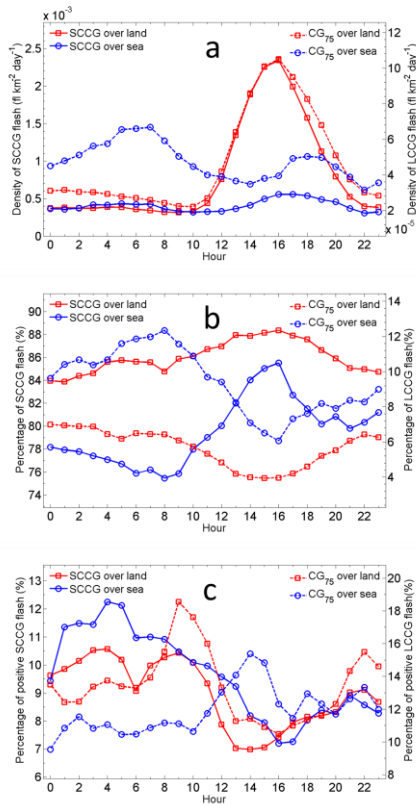 × 10⁻³
a
SCCG over land
SCCG over sea
CG75 over land
CG75 over sea
Density of SCCG flash (fl km² day⁻¹)
2.5
2
1.5
1
0.5
0
12
10
8
6
4
2
Density of LCCG flash (fl km² day⁻¹)
× 10⁻⁵
0 2 4 6 8 10 12 14 16 18 20 22
Hour
b
SCCG over land
SCCG over sea
CG75 over land
CG75 over sea
Percentage of SCCG flash (%)
90
88
86
84
82
80
78
76
74
14
12
10
8
6
4
Percentage of LCCG flash(%)
0 2 4 6 8 10 12 14 16 18 20 22
Hour
c
SCCG over land
SCCG over sea
CG75 over land
CG75 over sea
Percentage of positive SCCG flash (%)
13
12
11
10
9
8
7
6
20
18
16
14
12
10
8
Percentage of positive LCCG flash(%)
0 2 4 6 8 10 12 14 16 18 20 22
Hour